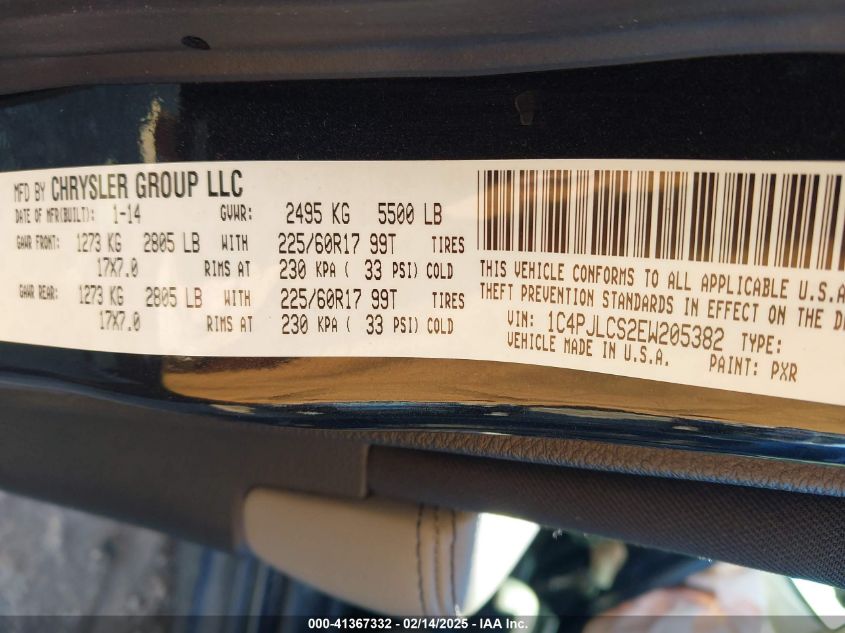 MFD BY CHRYSLER GROUP LLC
DATE OF MFR(BUILT): 1-14 GVWR: 2495 KG 5500 LB
GAWR FRONT: 1273 KG 2805 LB WITH 225/60R17 99T TIRES
17X7.0 RIMS AT 230 KPA ( 33 PSI) COLD
GAWR REAR: 1273 KG 2805 LB WITH 225/60R17 99T TIRES
17X7.0 RIMS AT 230 KPA ( 33 PSI) COLD
THIS VEHICLE CONFORMS TO ALL APPLICABLE U.S.A
THEFT PREVENTION STANDARDS IN EFFECT ON THE D
VIN: 1C4PJLCS2EW205382 TYPE:
VEHICLE MADE IN U.S.A. PAINT: PXR
000-41367332 - 02/14/2025 - IAA Inc.